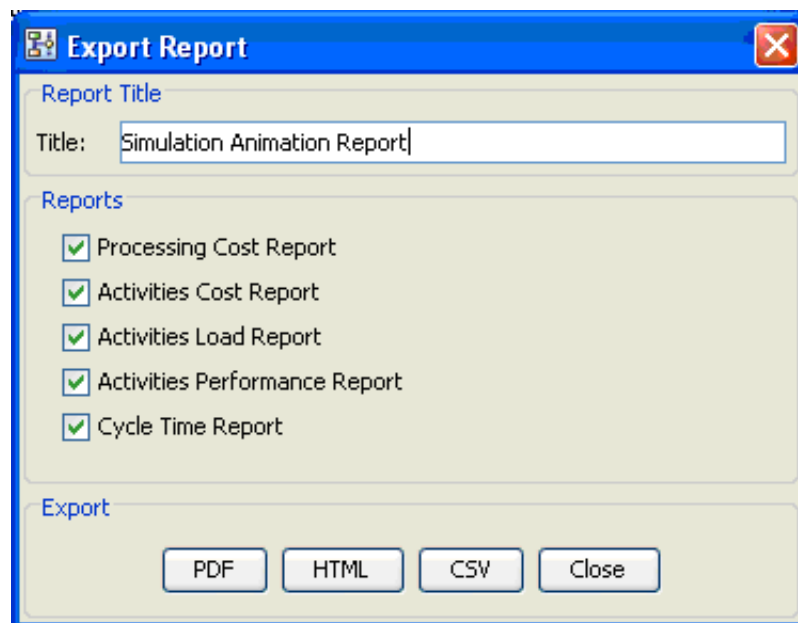 Export Report
Report Title
Title: Simulation Animation Report
Reports
Processing Cost Report
Activities Cost Report
Activities Load Report
Activities Performance Report
Cycle Time Report
Export
PDF HTML CSV Close